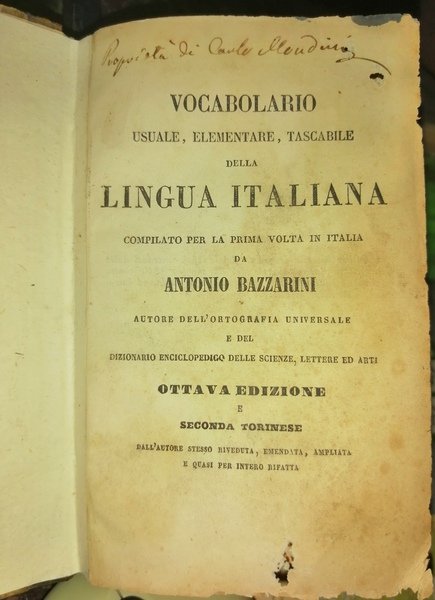 Proprietà di Carlo Mondini
VOCABOLARIO
USUALE, ELEMENTARE, TASCABILE
DELLA
LINGUA ITALIANA
COMPILATO PER LA PRIMA VOLTA IN ITALIA
DA
ANTONIO BAZZARINI
AUTORE DELL'ORTOGRAFIA UNIVERSALE
E DEL
DIZIONARIO ENCICLOPEDICO DELLE SCIENZE, LETTERE ED ARTI
OTTAVA EDIZIONE
E
SECONDA TORINESE
DALL'AUTORE STESSO RIVEDUTA, EMENDATA, AMPLIATA
E QUASI PER INTERO RIFATTA